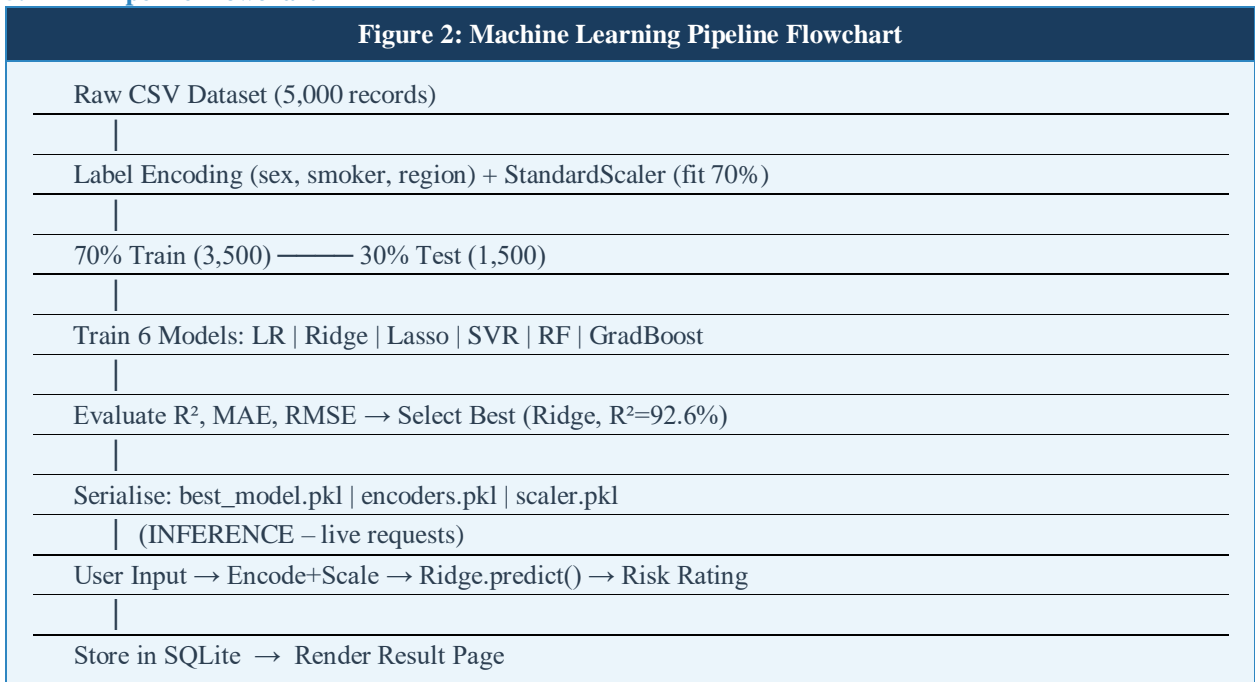 Figure 2: Machine Learning Pipeline Flowchart
Raw CSV Dataset (5,000 records)
│
Label Encoding (sex, smoker, region) + StandardScaler (fit 70%)
│
70% Train (3,500) ──── 30% Test (1,500)
│
Train 6 Models: LR | Ridge | Lasso | SVR | RF | GradBoost
│
Evaluate R², MAE, RMSE → Select Best (Ridge, R²=92.6%)
│
Serialise: best_model.pkl | encoders.pkl | scaler.pkl
│ (INFERENCE – live requests)
User Input → Encode+Scale → Ridge.predict() → Risk Rating
│
Store in SQLite → Render Result Page